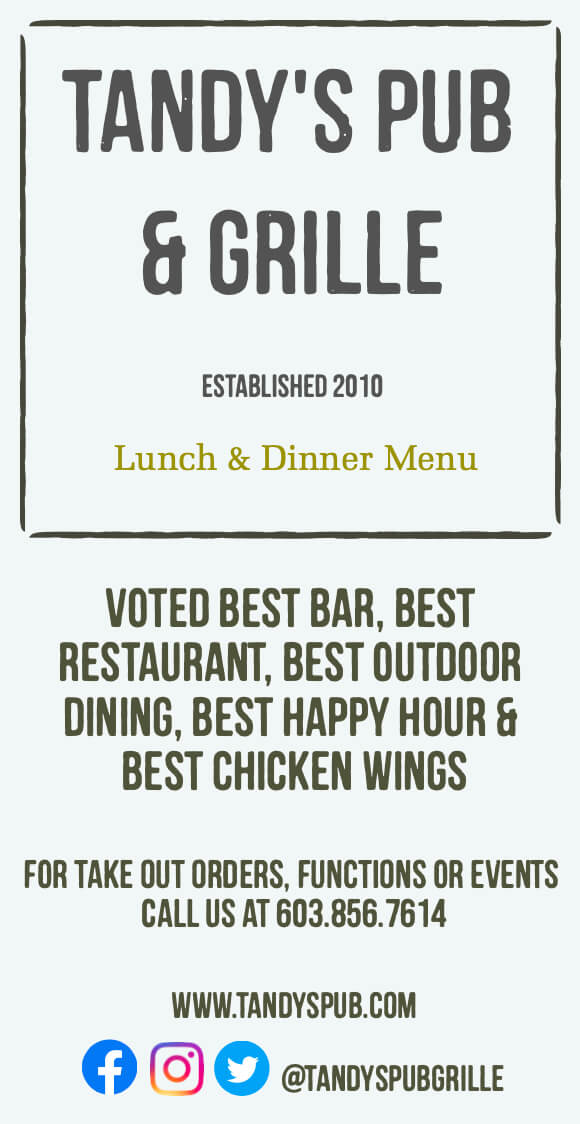 TANDY'S PUB
& GRILLE
ESTABLISHED 2010
Lunch & Dinner Menu
VOTED BEST BAR, BEST
RESTAURANT, BEST OUTDOOR
DINING, BEST HAPPY HOUR &
BEST CHICKEN WINGS
FOR TAKE OUT ORDERS, FUNCTIONS OR EVENTS
CALL US AT 603.856.7614
WWW.TANDYSPUB.COM
@TANDYSPUBGRILLE